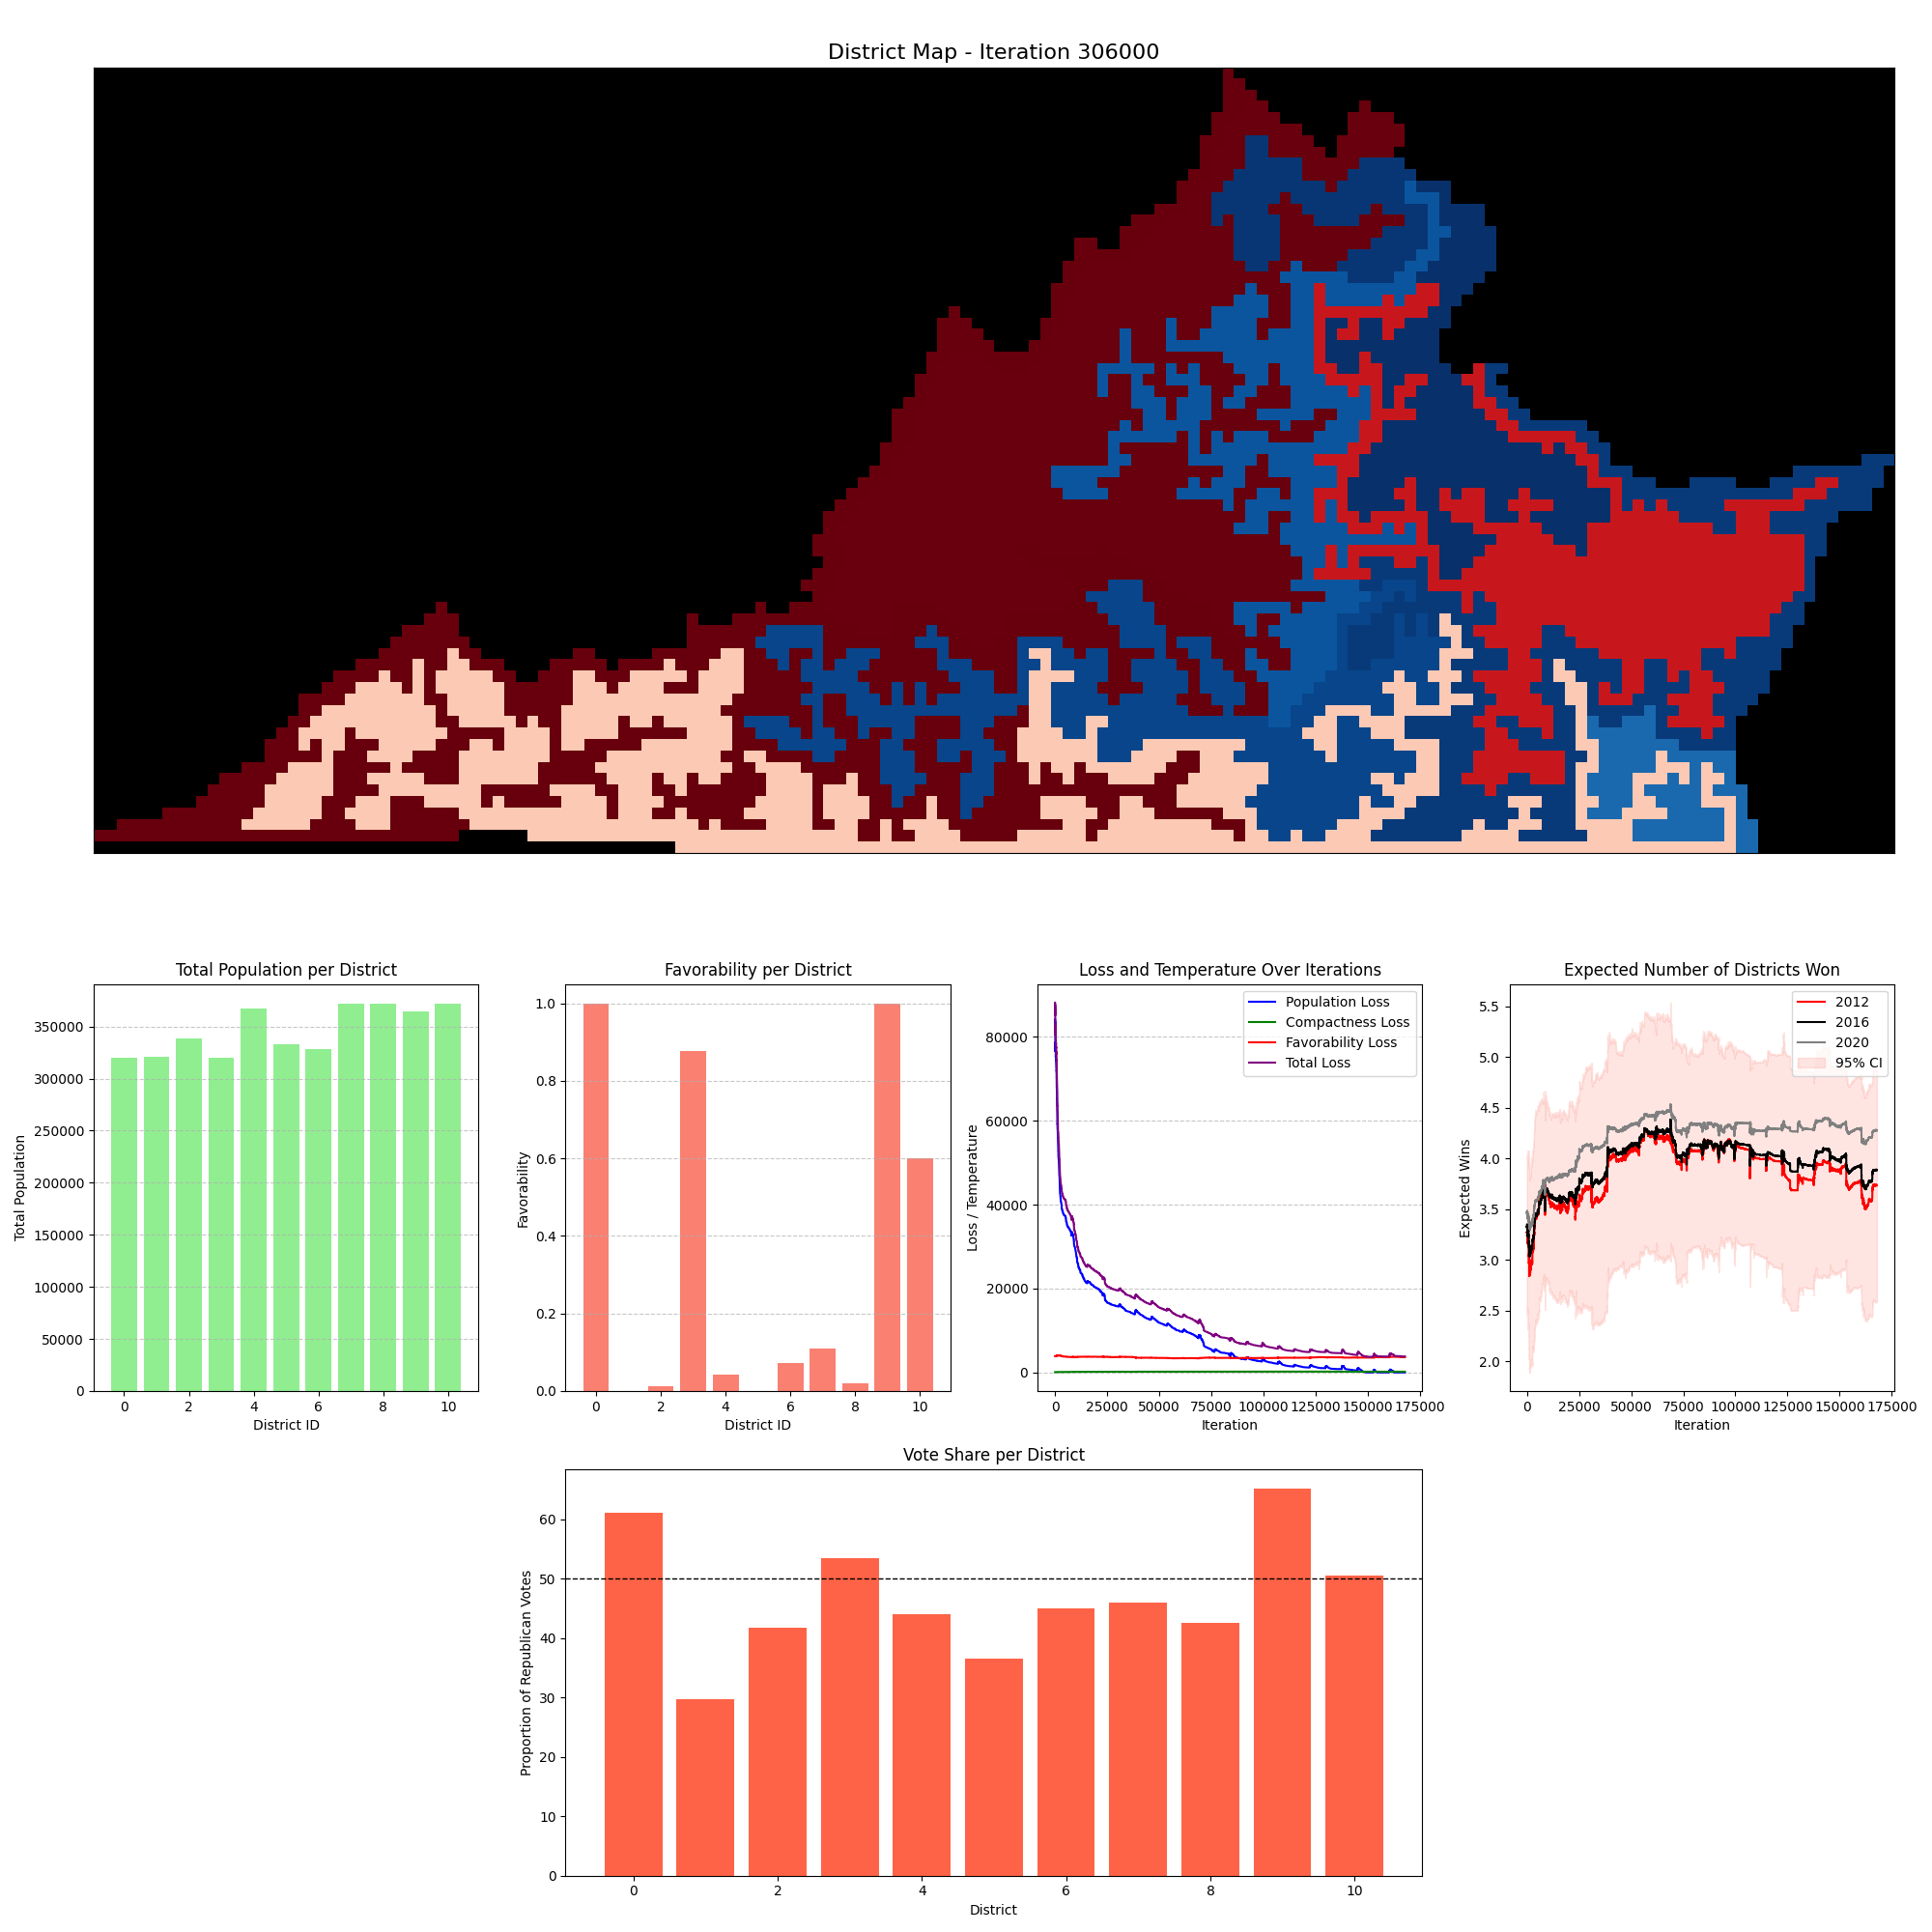 District Map - Iteration 306000
Total Population per District
Total Population
350000
300000
250000
200000
150000
100000
50000
0
0 2 4 6 8 10
District ID
Favorability per District
Favorability
1.0
0.8
0.6
0.4
0.2
0.0
0 2 4 6 8 10
District ID
Loss and Temperature Over Iterations
Loss / Temperature
Population Loss
Compactness Loss
Favorability Loss
Total Loss
80000
60000
40000
20000
0
0 25000 50000 75000 100000 125000 150000 175000
Iteration
Expected Number of Districts Won
Expected Wins
2012
2016
2020
95% CI
5.5
5.0
4.5
4.0
3.5
3.0
2.5
2.0
0 25000 50000 75000 100000 125000 150000 175000
Iteration
Vote Share per District
Proportion of Republican Votes
60
50
40
30
20
10
0
0 2 4 6 8 10
District